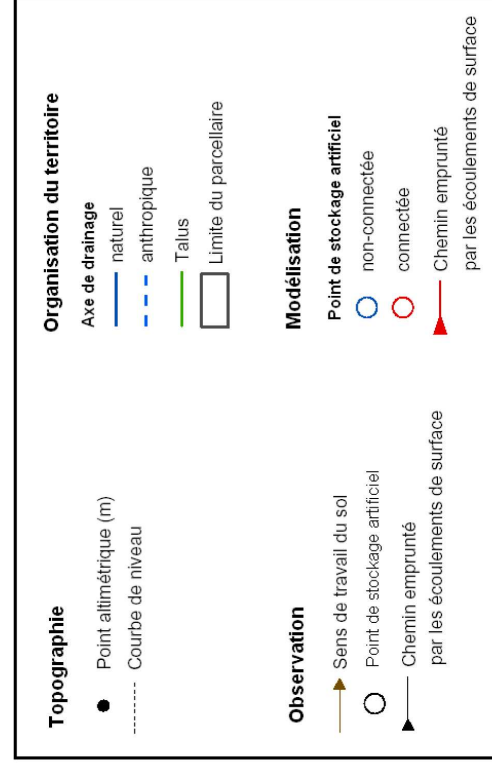 Topographie
Point altimétrique (m)
Courbe de niveau
Organisation du territoire
Axe de drainage
naturel
anthropique
Talus
Limite du parcellaire
Observation
Sens de travail du sol
Point de stockage artificiel
Chemin emprunté
par les écoulements de surface
Modélisation
Point de stockage artificiel
non-connectée
connectée
Chemin emprunté
par les écoulements de surface